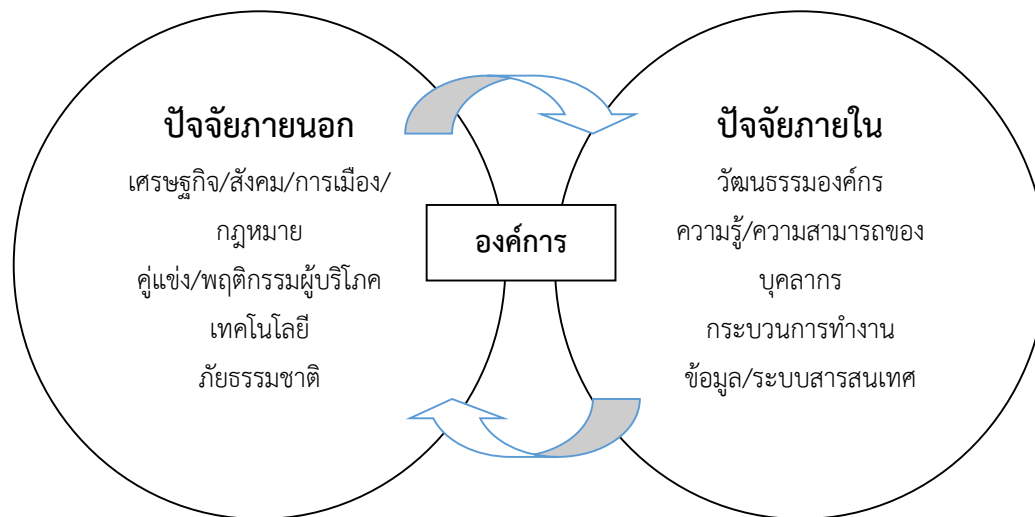 ปัจจัยภายนอก
เศรษฐกิจ/สังคม/การเมือง/
กฎหมาย
คู่แข่ง/พฤติกรรมผู้บริโภค
เทคโนโลยี
ภัยธรรมชาติ
องค์การ
ปัจจัยภายใน
วัฒนธรรมองค์กร
ความรู้/ความสามารถของ
บุคลากร
กระบวนการทำงาน
ข้อมูล/ระบบสารสนเทศ